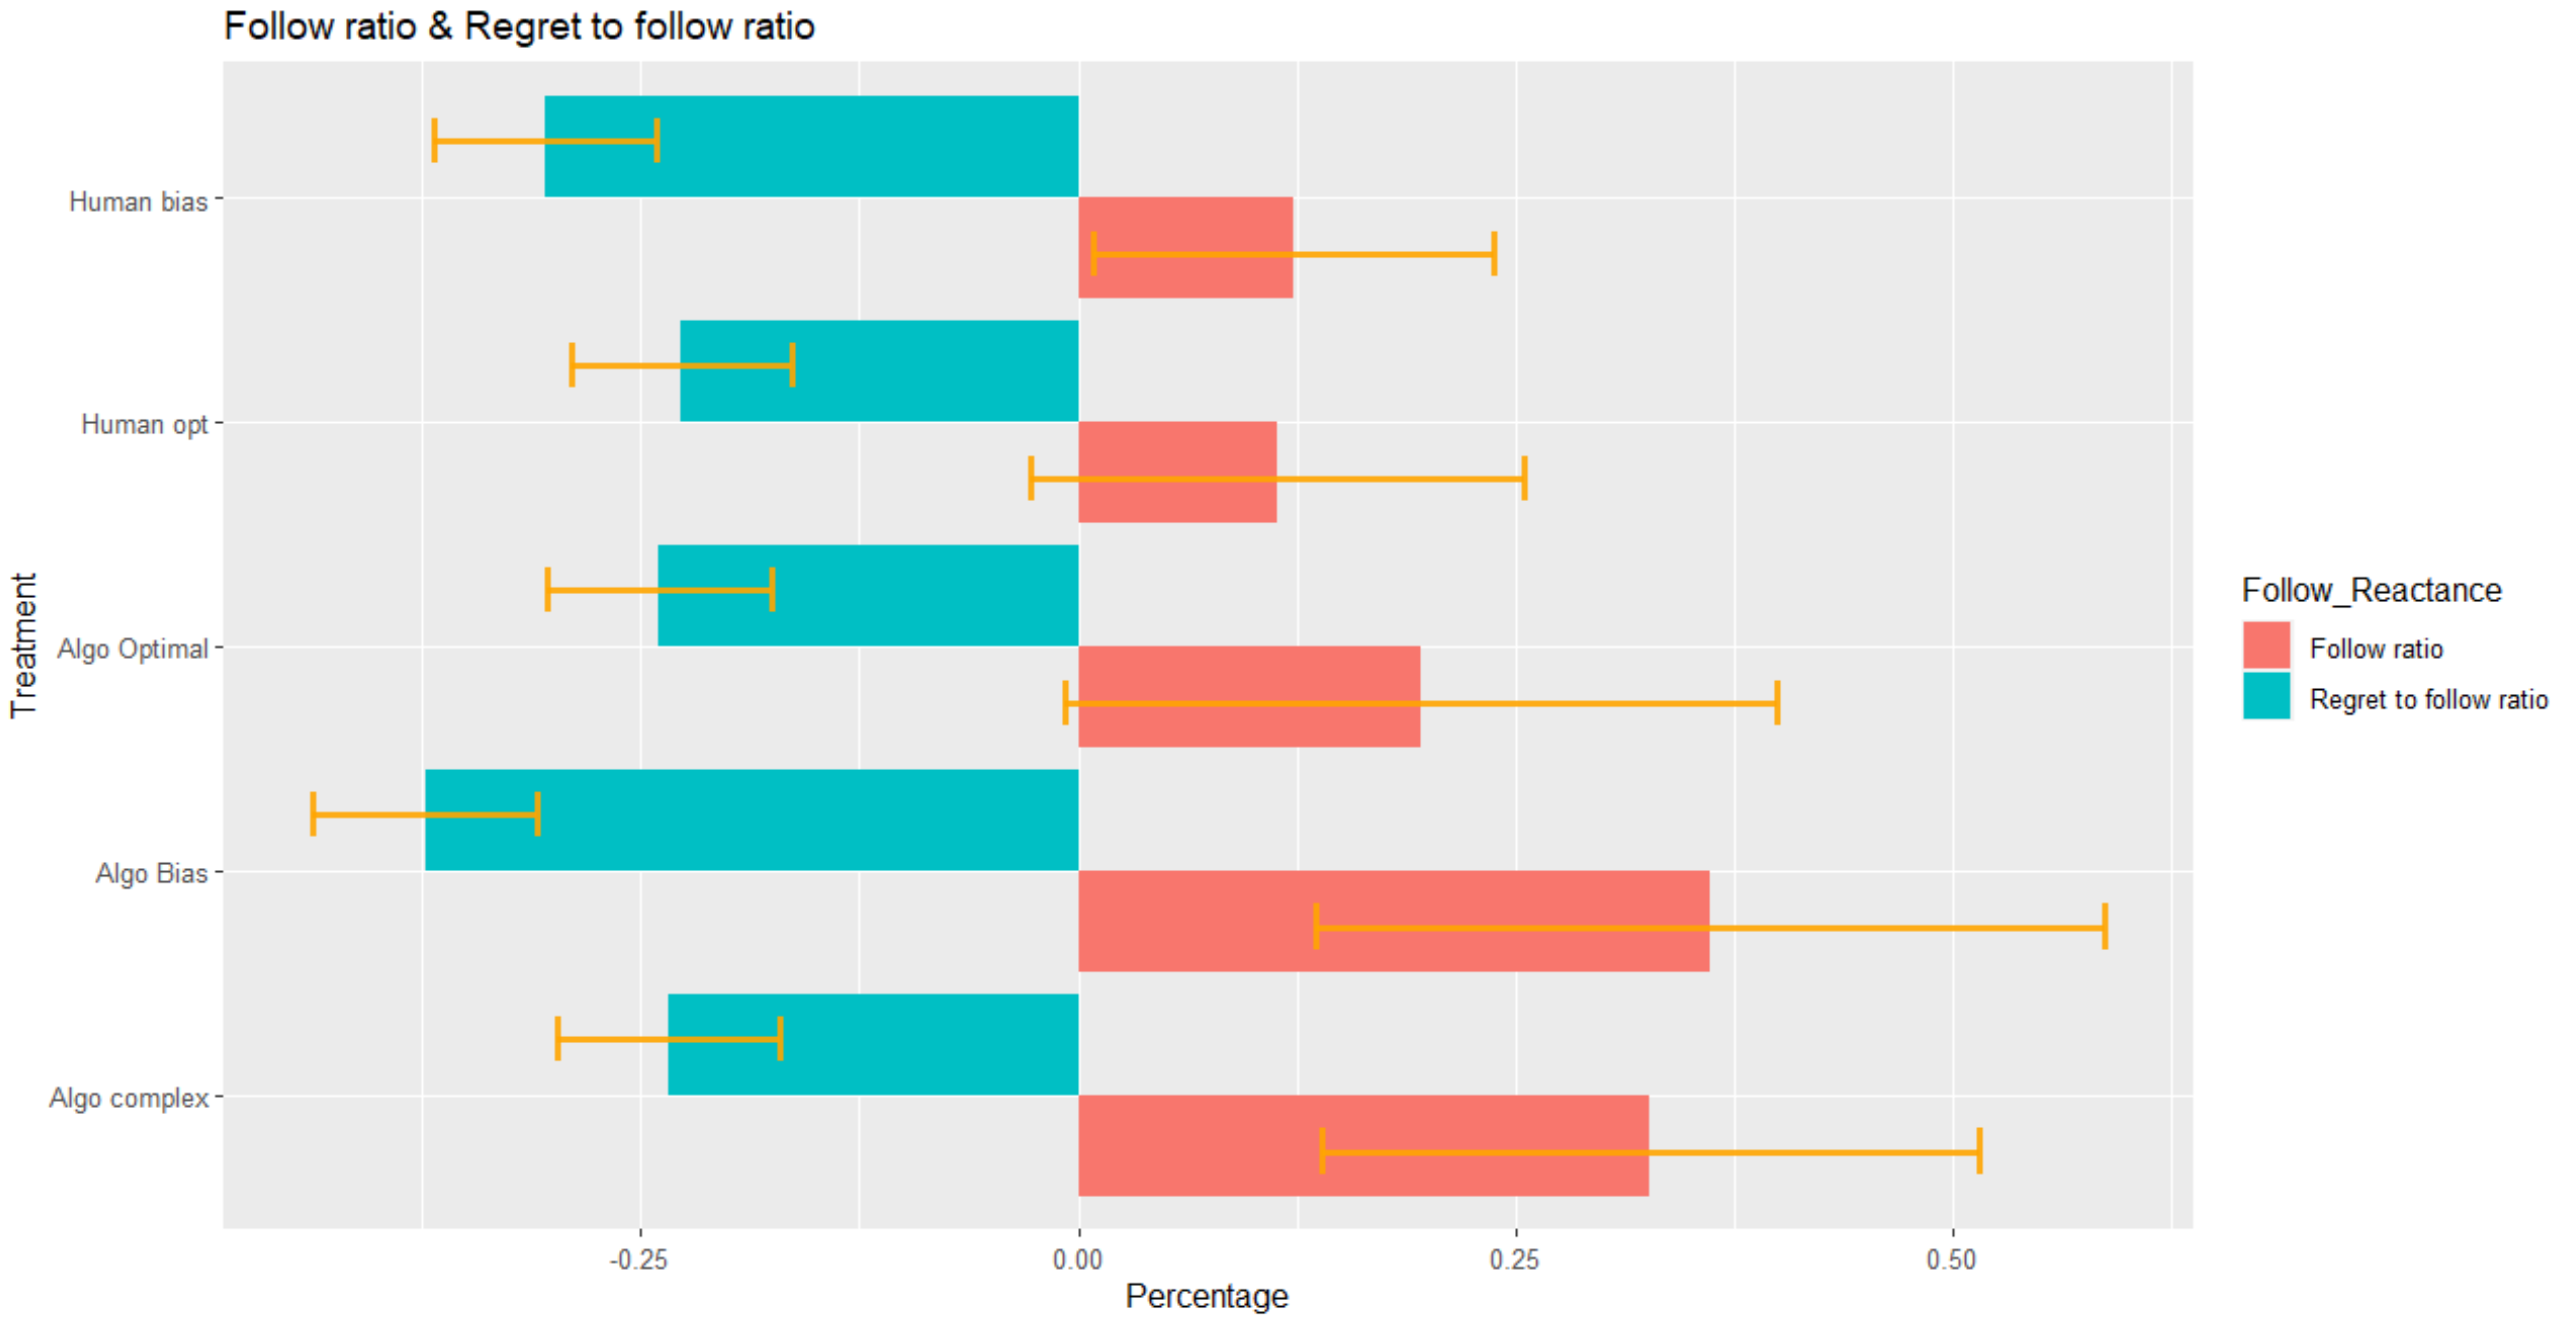 Follow ratio & Regret to follow ratio
Treatment
Human bias
Human opt
Algo Optimal
Algo Bias
Algo complex
-0.25
0.00
0.25
0.50
Percentage
Follow_Reactance
Follow ratio
Regret to follow ratio